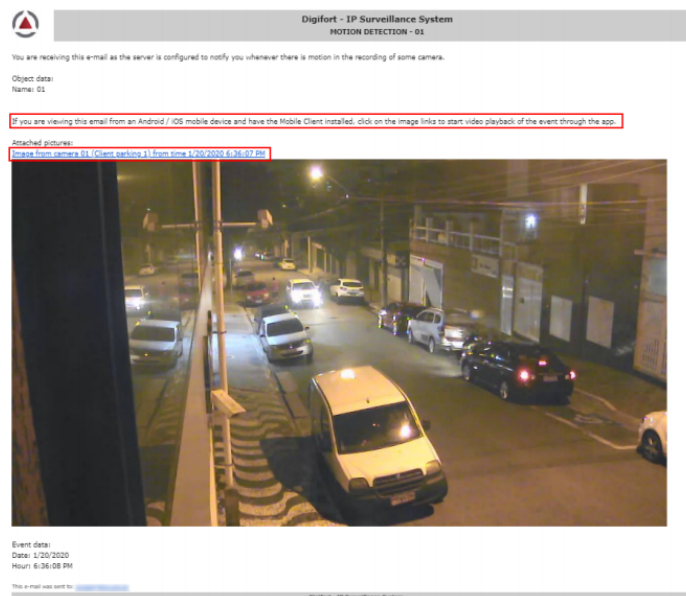 Digifort - IP Surveillance System
MOTION DETECTION - 01
You are receiving this e-mail as the server is configured to notify you whenever there is motion in the recording of some camera.
Object data:
Name: 01
If you are viewing this email from an Android / iOS mobile device and have the Mobile Client installed, click on the image links to start video playback of the event through the app.
Attached pictures:
Image from camera 01 (Client parking 1) from time 1/20/2020 6:36:07 PM
Event data:
Date: 1/20/2020
Hour: 6:36:08 PM
This e-mail was sent to: